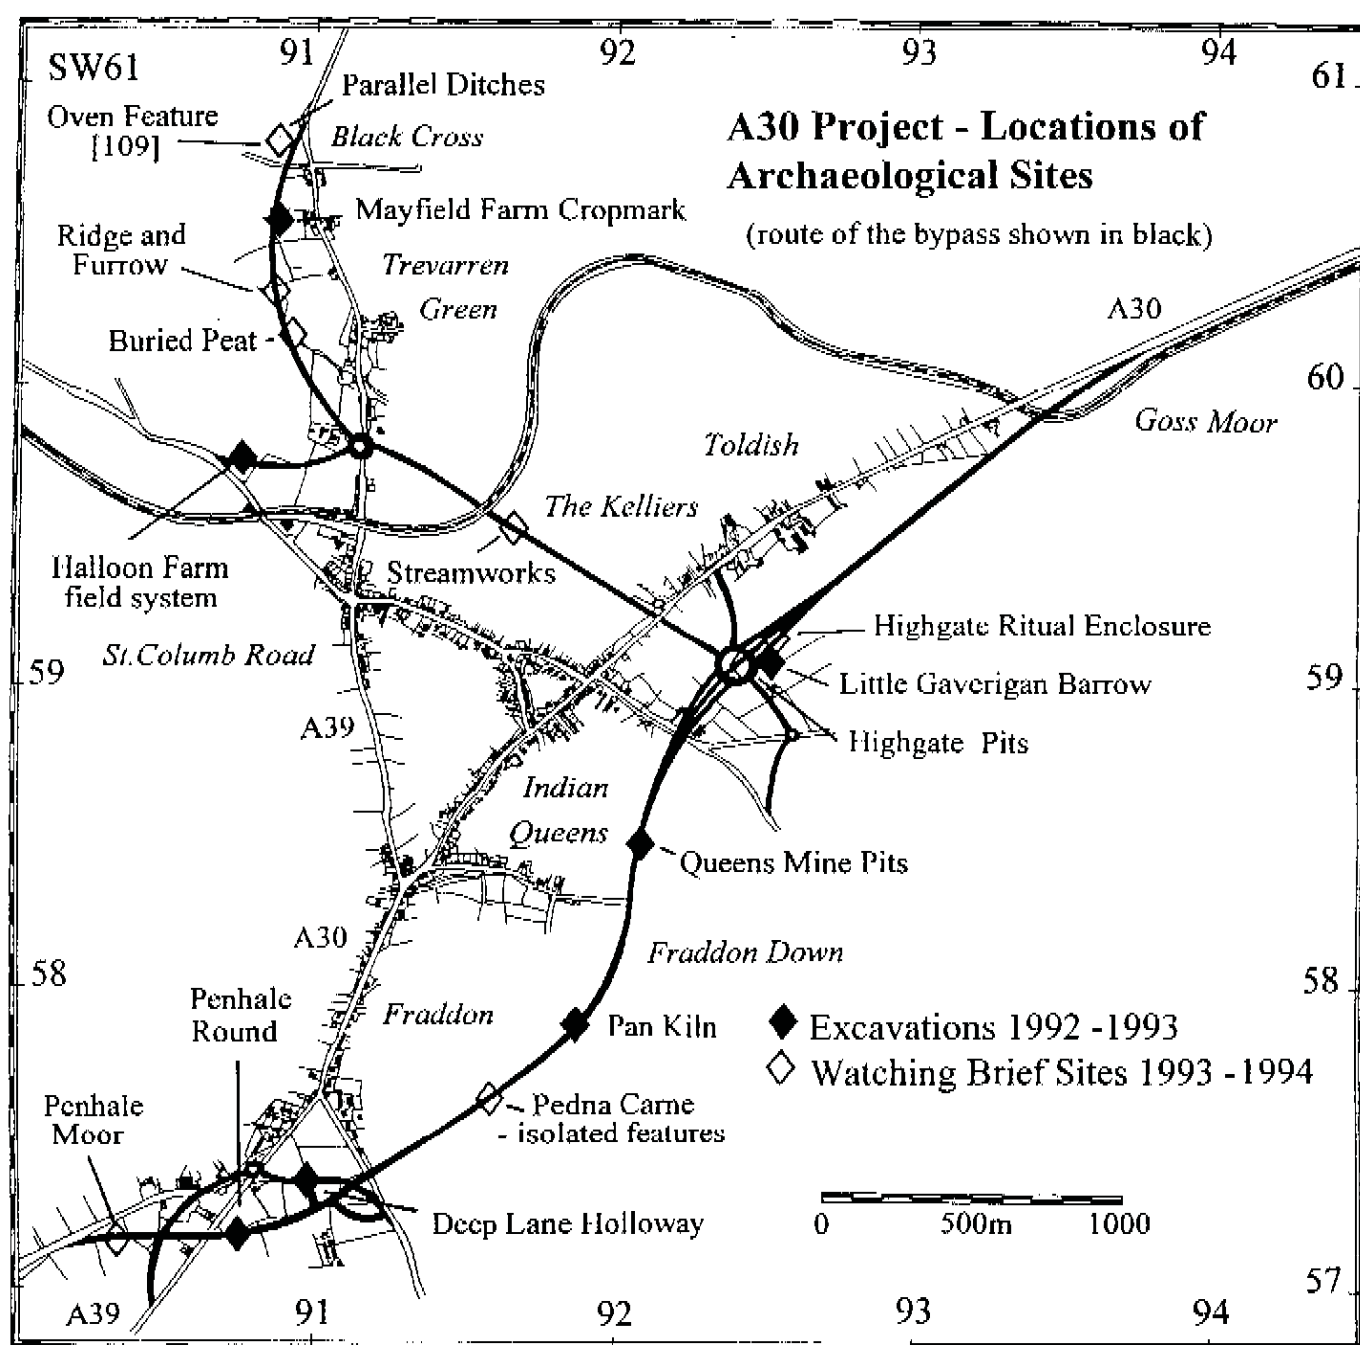 91
92
93
94
SW61
61
Parallel Ditches
Oven Feature
[109]
Black Cross
A30 Project - Locations of
Archaeological Sites
(route of the bypass shown in black)
Mayfield Farm Cropmark
Ridge and
Furrow
Trevarren
Green
A30
Buried Peat
60
Goss Moor
Toldish
The Kelliers
Halloon Farm
field system
Streamworks
Highgate Ritual Enclosure
St.Columb Road
59
Little Gaverigan Barrow
59
A39
Highgate Pits
Indian
Queens
Queens Mine Pits
A30
Fraddon Down
58
58
Penhale
Round
Fraddon
Pan Kiln
Excavations 1992 -1993
Watching Brief Sites 1993 -1994
Penhale
Moor
Pedna Carne
- isolated features
Deep Lane Holloway
0 500m 1000
57
A39
91
92
93
94